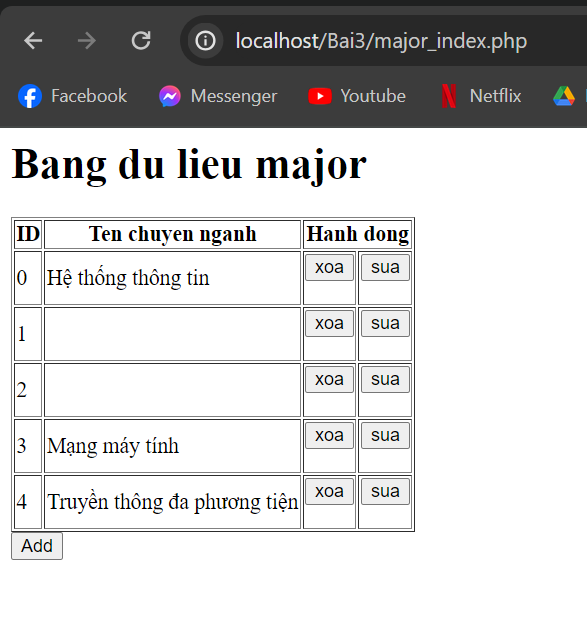 localhost/Bai3/major_index.php
Facebook Messenger Youtube Netflix
Bang du lieu major
ID Ten chuyen nganh Hanh dong
0 Hệ thống thông tin xoa sua
1 xoa sua
2 xoa sua
3 Mạng máy tính xoa sua
4 Truyền thông đa phương tiện xoa sua
Add